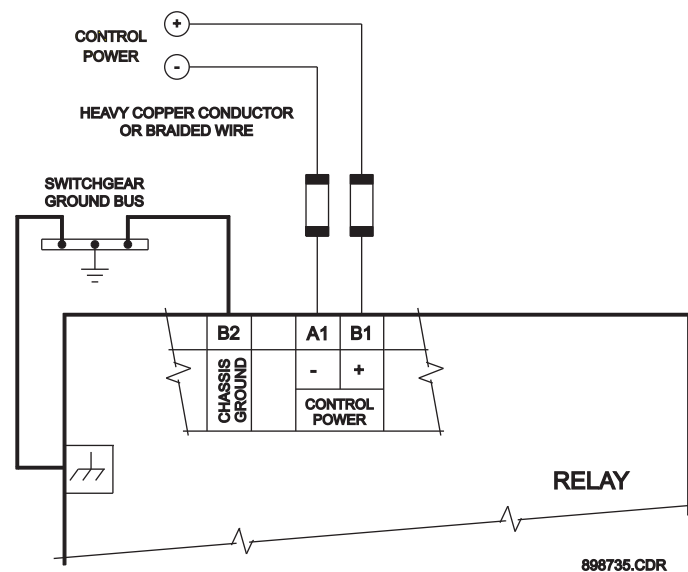 +
CONTROL
POWER
-
HEAVY COPPER CONDUCTOR
OR BRAIDED WIRE
SWITCHGEAR
GROUND BUS
B2
A1
B1
CHASSIS
GROUND
-
+
CONTROL
POWER
RELAY
898735.CDR